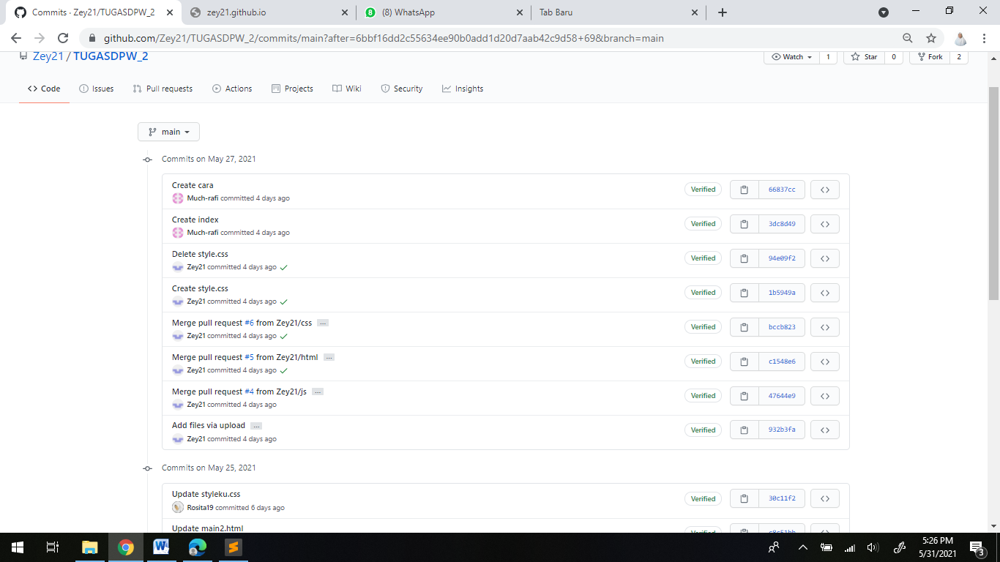 Commits · Zey21/TUGASDPW_2
zey21.github.io
(8) WhatsApp
Tab Baru
github.com/Zey21/TUGASDPW_2/commits/main?after=6bbf16dd2c55634ee90b0add1d20d7aab42c9d58+69&branch=main
Zey21 / TUGASDPW_2
Watch 1 Star 0 Fork 2
<> Code Issues Pull requests Actions Projects Wiki Security Insights
main
Commits on May 27, 2021
Create cara
Much-rafi committed 4 days ago
Verified 66837cc <>
Create index
Much-rafi committed 4 days ago
Verified 3dc8d49 <>
Delete style.css
Zey21 committed 4 days ago
Verified 94e09f2 <>
Create style.css
Zey21 committed 4 days ago
Verified 1b5949a <>
Merge pull request #6 from Zey21/css ...
Zey21 committed 4 days ago
Verified bccb823 <>
Merge pull request #5 from Zey21/html ...
Zey21 committed 4 days ago
Verified c1548e6 <>
Merge pull request #4 from Zey21/js ...
Zey21 committed 4 days ago
Verified 47644e9 <>
Add files via upload ...
Zey21 committed 4 days ago
Verified 932b3fa <>
Commits on May 25, 2021
Update styleku.css
Rosita19 committed 6 days ago
Verified 30c11f2 <>
Update main2.html
Verified
5:26 PM
5/31/2021
3